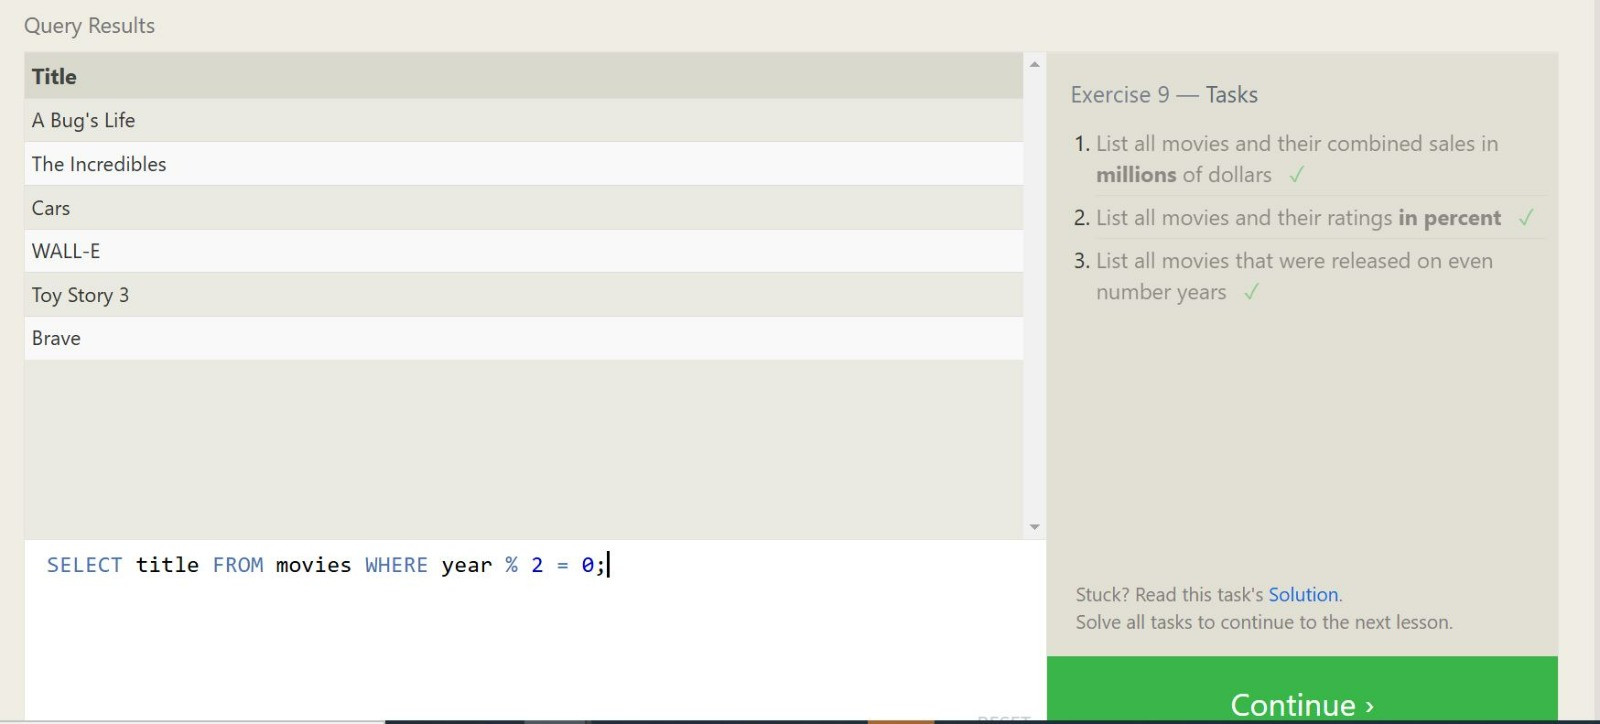 Query Results
Title
A Bug's Life
The Incredibles
Cars
WALL-E
Toy Story 3
Brave
SELECT title FROM movies WHERE year % 2 = 0;
RESET
Exercise 9 — Tasks
1. List all movies and their combined sales in
millions of dollars ✓
2. List all movies and their ratings in percent ✓
3. List all movies that were released on even
number years ✓
Stuck? Read this task's Solution.
Solve all tasks to continue to the next lesson.
Continue ›